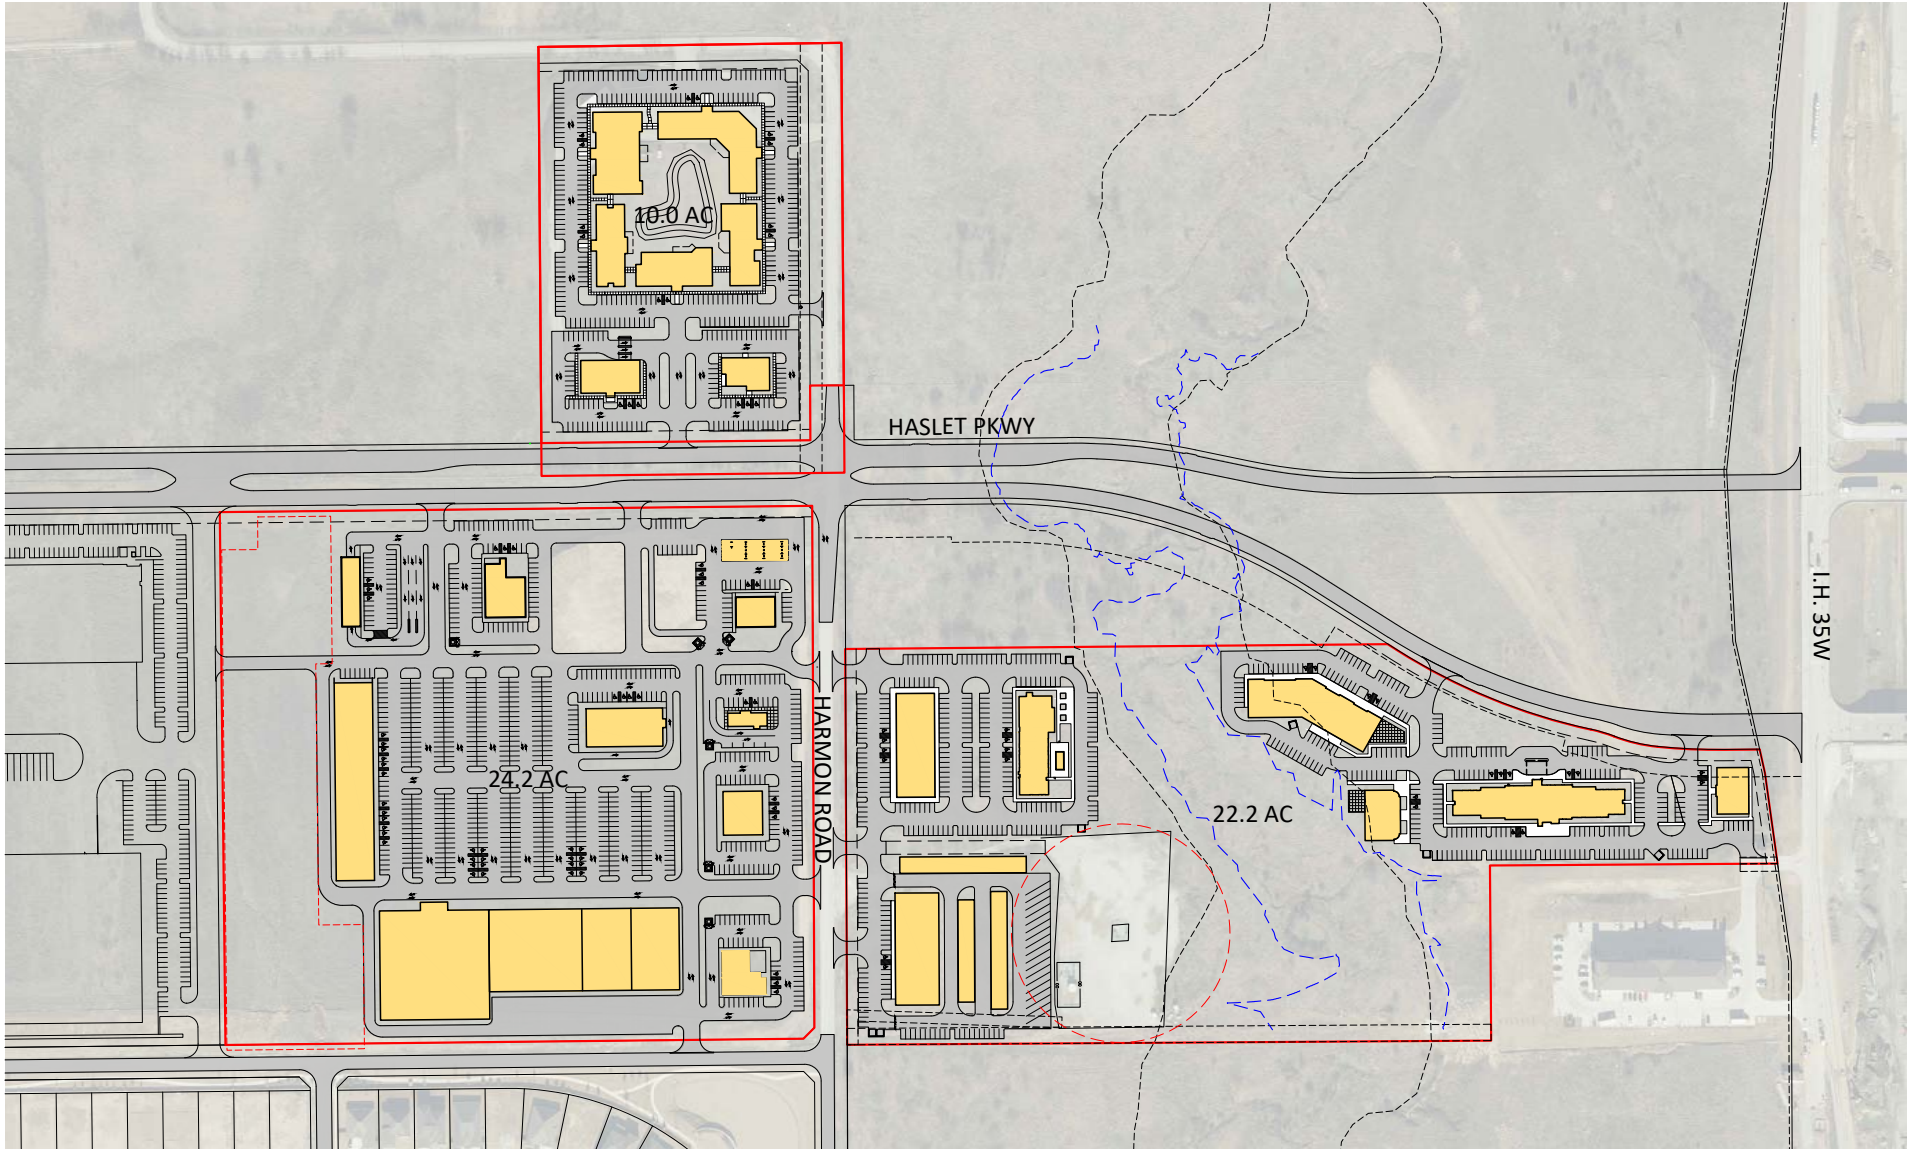 10.0 AC
HASLET PKWY
I.H. 35W
HARMON ROAD
24.2 AC
22.2 AC